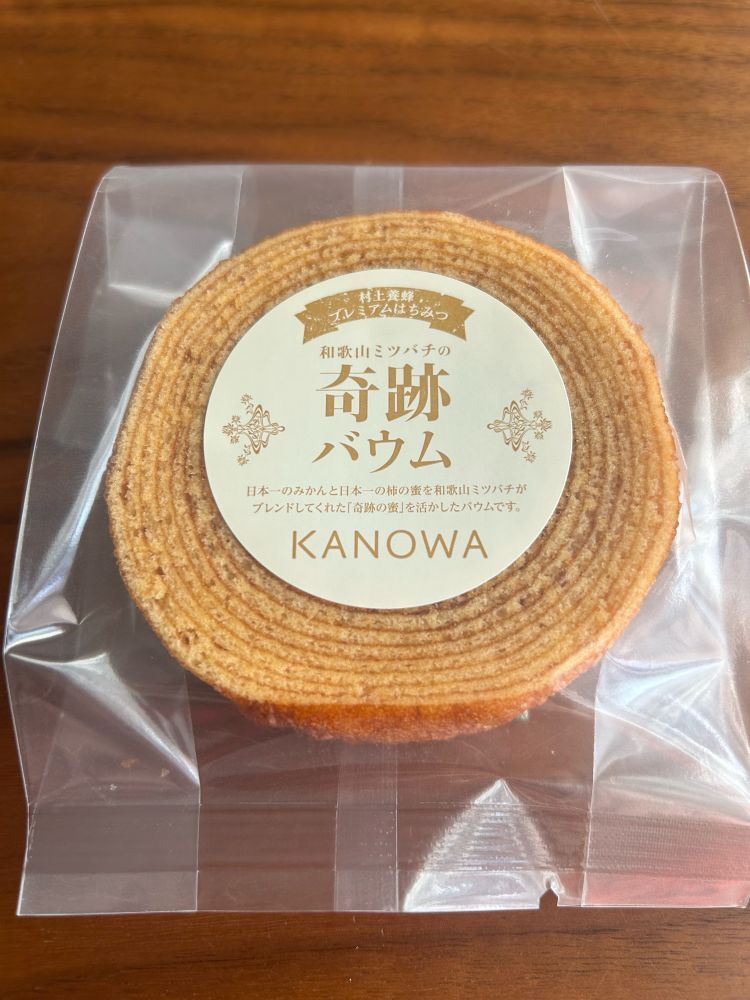 村上養蜂
プレミアムはちみつ
和歌山ミツバチの
奇跡
バウム
日本一のみかんと日本一の柿の蜜を和歌山ミツバチが
ブレンドしてくれた「奇跡の蜜」を活かしたバウムです。
KANOWA